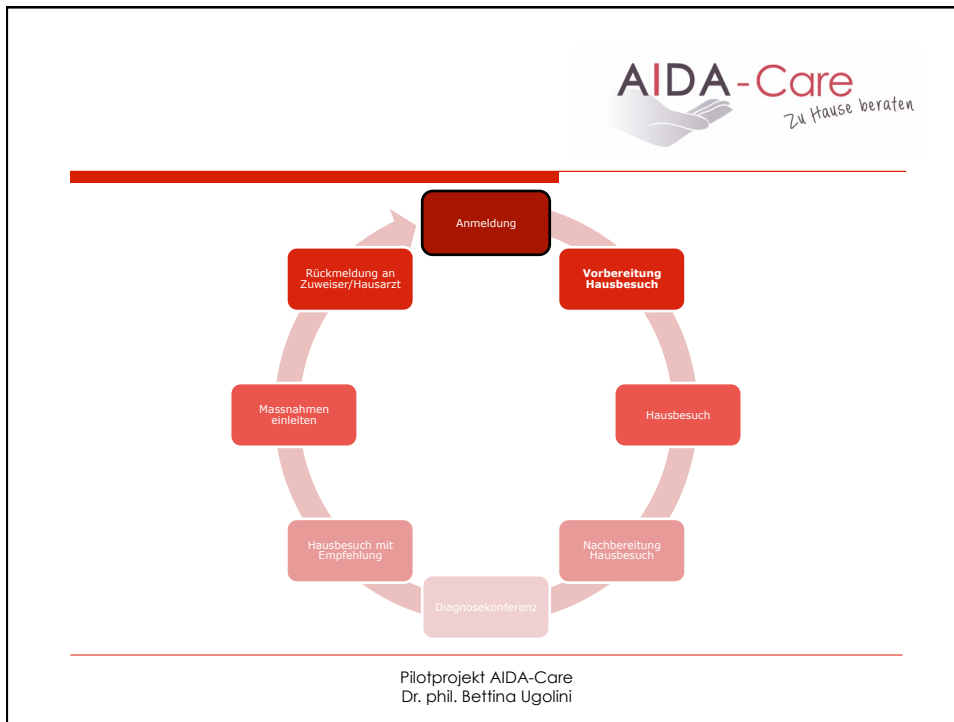 AIDA-Care
Zu Hause beraten
Anmeldung
Vorbereitung
Hausbesuch
Hausbesuch
Nachbereitung
Hausbesuch
Diagnosekonferenz
Hausbesuch mit
Empfehlung
Massnahmen
einleiten
Rückmeldung an
Zuweiser/Hausarzt
Pilotprojekt AIDA-Care
Dr. phil. Bettina Ugolini